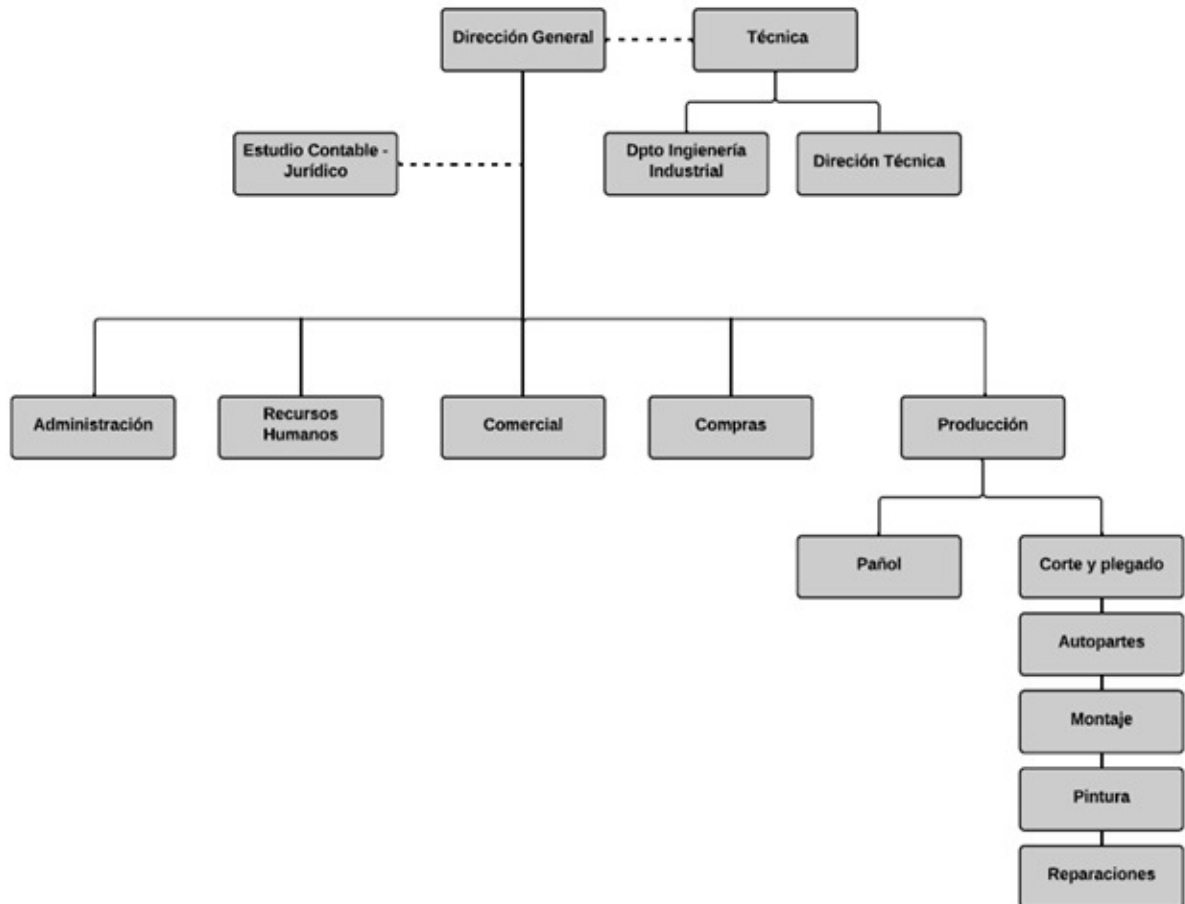 Dirección General
Técnica
Estudio Contable -
Jurídico
Dpto Ingienería
Industrial
Direción Técnica
Administración
Recursos
Humanos
Comercial
Compras
Producción
Pañol
Corte y plegado
Autopartes
Montaje
Pintura
Reparaciones